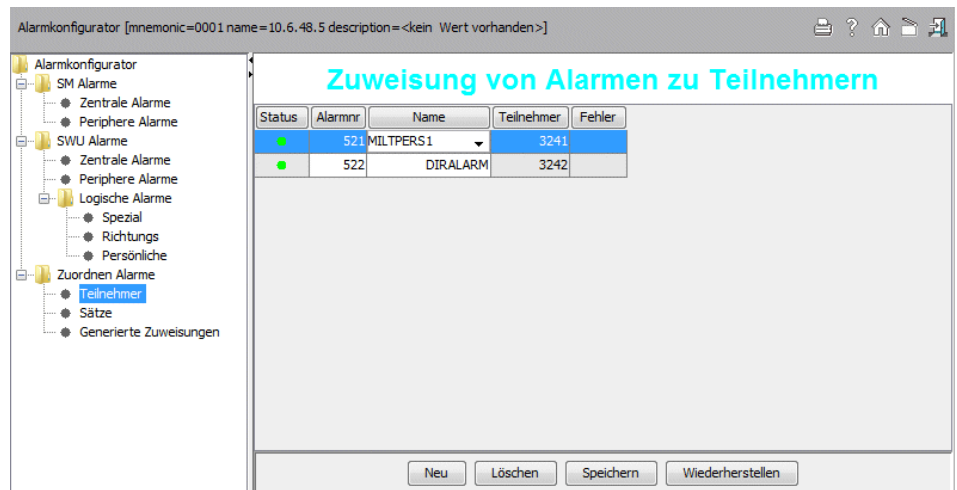 Alarmkonfigurator [mnemonic=0001 name=10.6.48.5 description=<kein Wert vorhanden>]
Alarmkonfigurator
SM Alarme
Zentrale Alarme
Periphere Alarme
SWU Alarme
Zentrale Alarme
Periphere Alarme
Logische Alarme
Spezial
Richtungs
Persönliche
Zuordnen Alarme
Teilnehmer
Sätze
Generierte Zuweisungen
Zuweisung von Alarmen zu Teilnehmern
Status Alarmnr Name Teilnehmer Fehler
521 MILTPERS1 3241
522 DIRALARM 3242
Neu Löschen Speichern Wiederherstellen